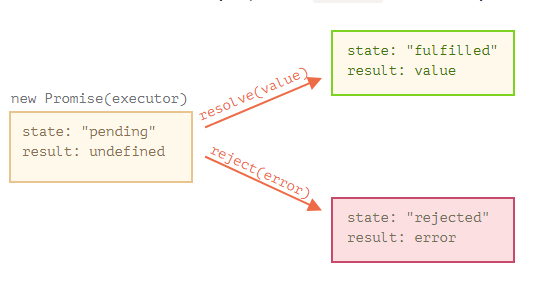 new Promise(executor)
state: "pending"
result: undefined
resolve(value)
reject(error)
state: "fulfilled"
result: value
state: "rejected"
result: error